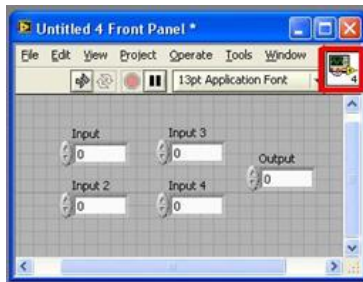 Untitled 4 Front Panel *
File Edit View Project Operate Tools Window
13pt Application Font
4
Input
0
Input 3
0
Output
0
Input 2
0
Input 4
0